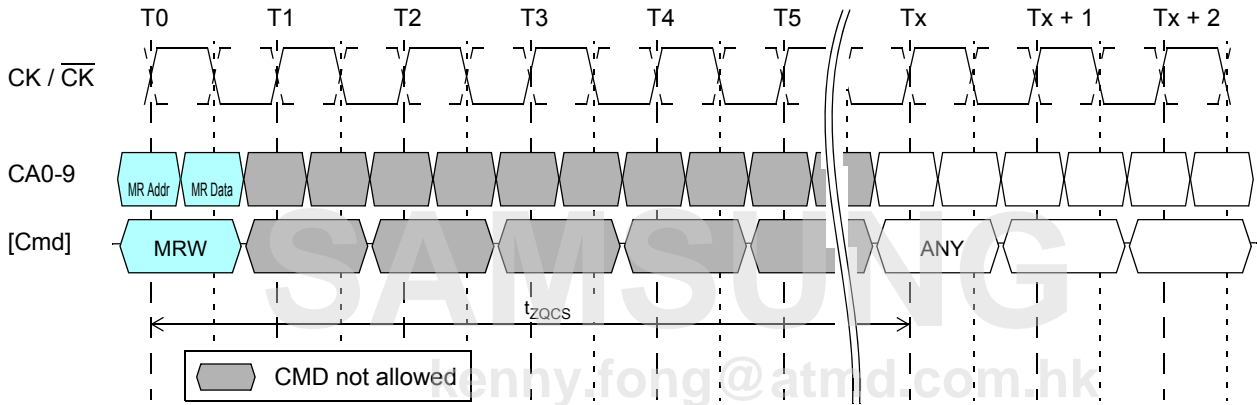 T0 T1 T2 T3 T4 T5 Tx Tx + 1 Tx + 2
CK / CK
CA0-9 MR Addr MR Data
[Cmd] MRW ANY
SAMSUNG
tZQCS
CMD not allowed
kenny.fong@atmd.com.hk